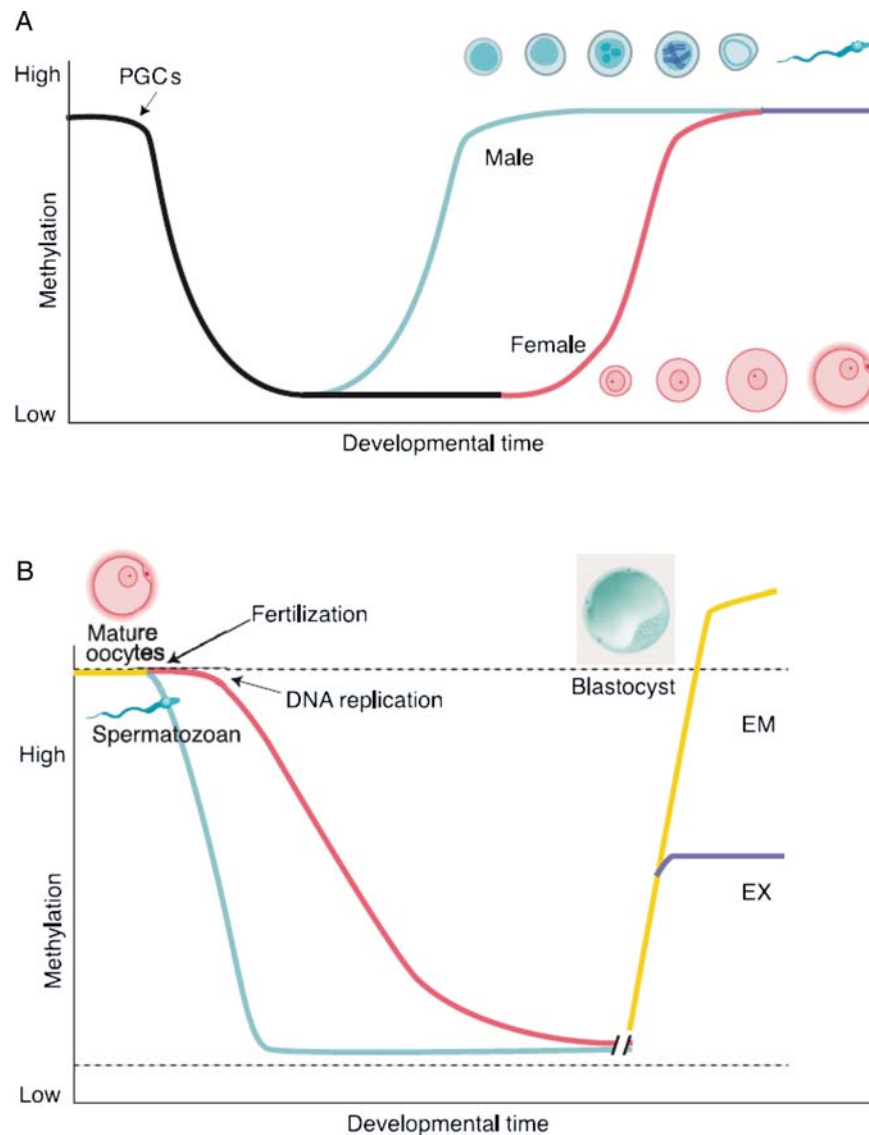 A
High
PGCs
Male
Methylation
Female
Low
Developmental time
B
Fertilization
Mature
oocytes
DNA replication
Blastocyst
Spermatozoan
EM
High
EX
Methylation
Low
Developmental time